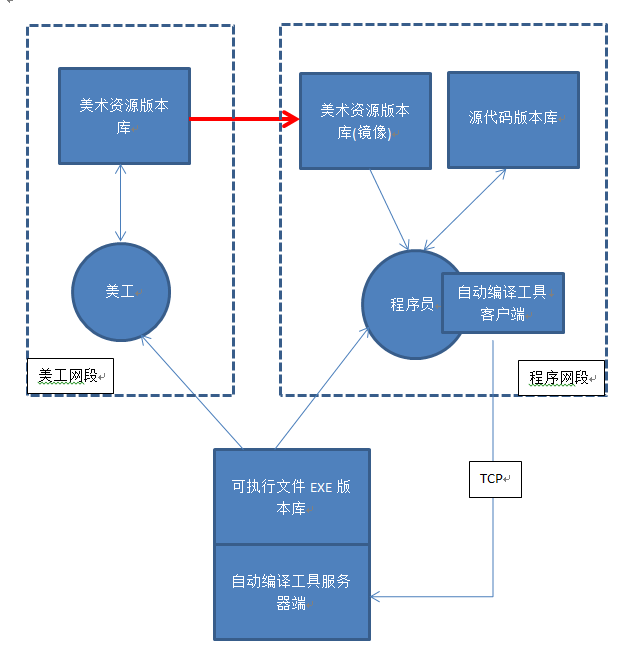 美术资源版本
库
美术资源版本
库(镜像)
源代码版本库
美工
程序员
自动编译工具
客户端
美工网段
程序网段
TCP
可执行文件 EXE 版
本库
自动编译工具服务
器端